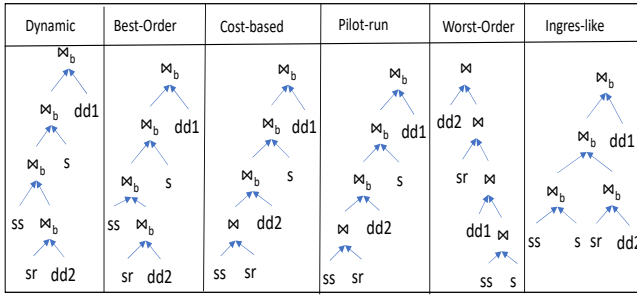 Dynamic Best-Order Cost-based Pilot-run Worst-Order Ingres-like
⋈b
⋈b dd1
⋈b s
ss ⋈b
sr dd2
⋈b
⋈b dd1
⋈b s
ss ⋈b
sr dd2
⋈b
⋈b dd1
⋈b s
⋈ dd2
ss sr
⋈b
⋈b dd1
⋈b s
⋈ dd2
ss sr
⋈
dd2 ⋈
sr ⋈
dd1 ⋈
ss s
⋈b
⋈b dd1
⋈b ⋈b
ss s sr dd2